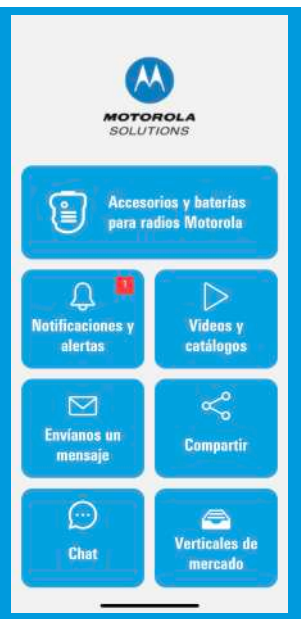 MOTOROLA
SOLUTIONS
Accesorios y baterías
para radios Motorola
1
Notificaciones y
alertas
Videos y
catálogos
Envíanos un
mensaje
Compartir
Chat
Verticales de
mercado